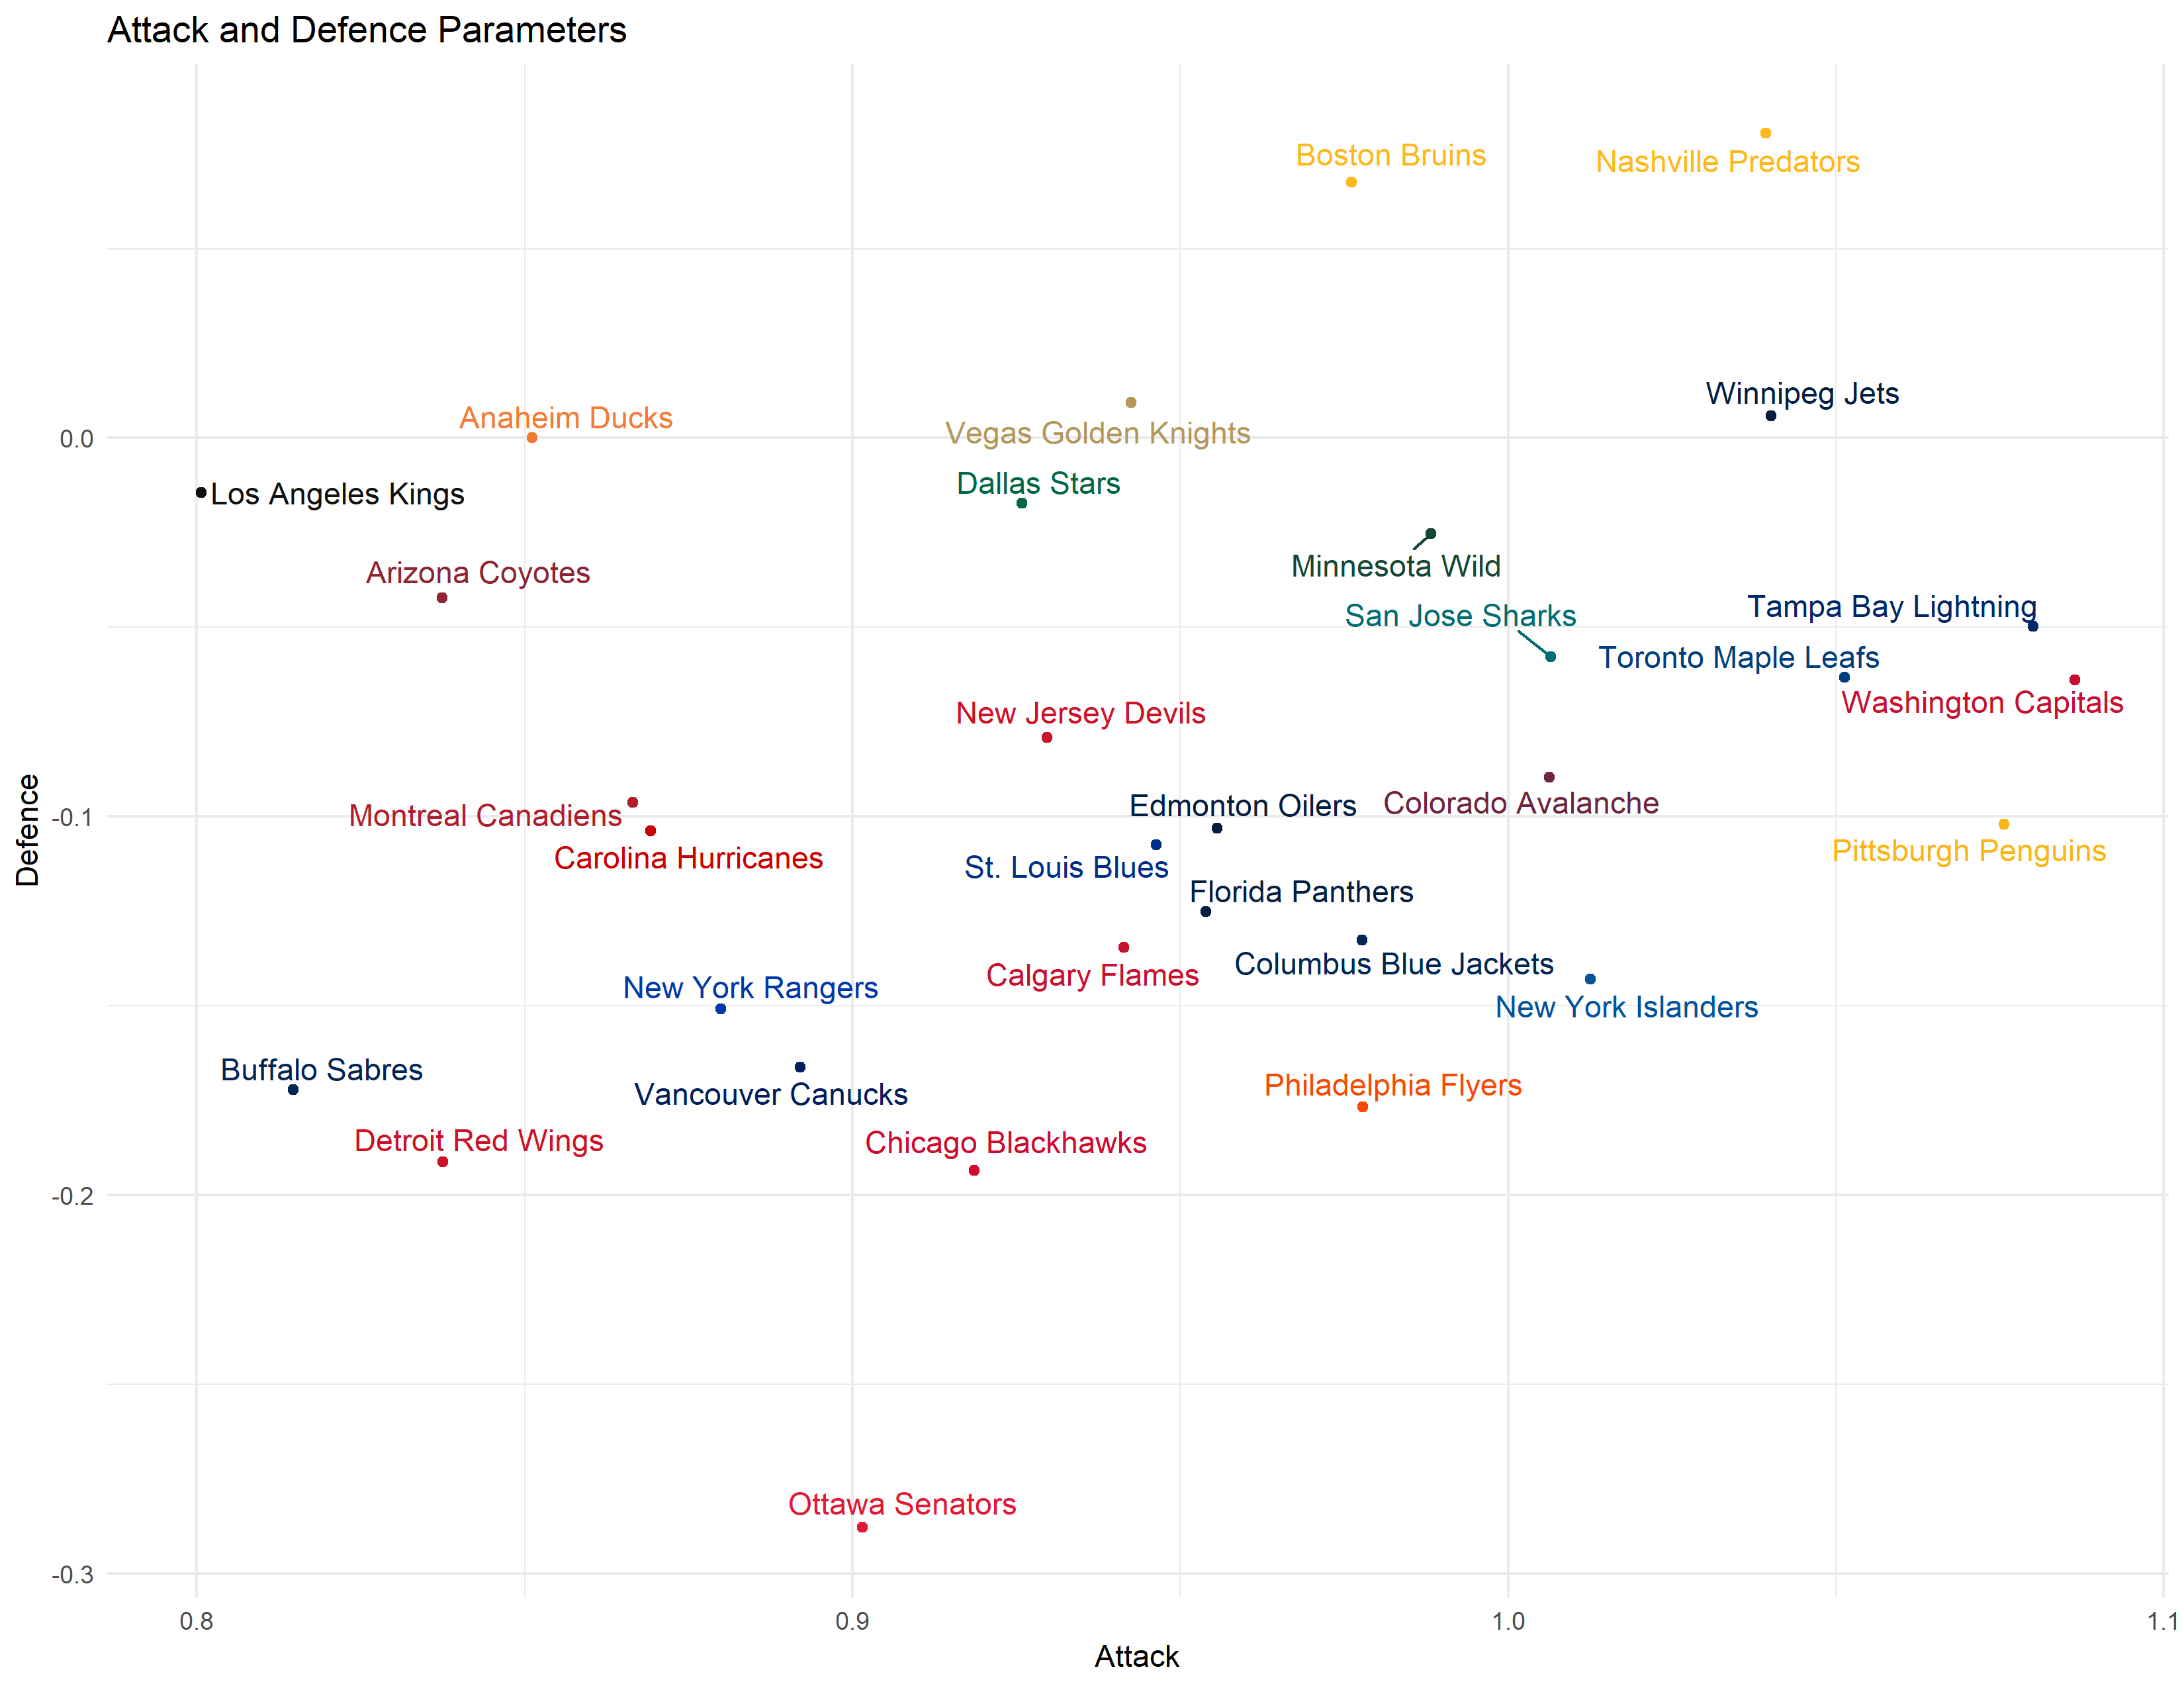 Attack and Defence Parameters
Boston Bruins
Nashville Predators
Winnipeg Jets
Anaheim Ducks
Vegas Golden Knights
0.0
Dallas Stars
Los Angeles Kings
Minnesota Wild
Arizona Coyotes
Tampa Bay Lightning
San Jose Sharks
Toronto Maple Leafs
Washington Capitals
New Jersey Devils
Colorado Avalanche
Edmonton Oilers
Montreal Canadiens
-0.1
Defence
Pittsburgh Penguins
Carolina Hurricanes
St. Louis Blues
Florida Panthers
Columbus Blue Jackets
Calgary Flames
New York Rangers
New York Islanders
Buffalo Sabres
Philadelphia Flyers
Vancouver Canucks
Detroit Red Wings
Chicago Blackhawks
-0.2
Ottawa Senators
-0.3
0.8
0.9
1.0
1.1
Attack